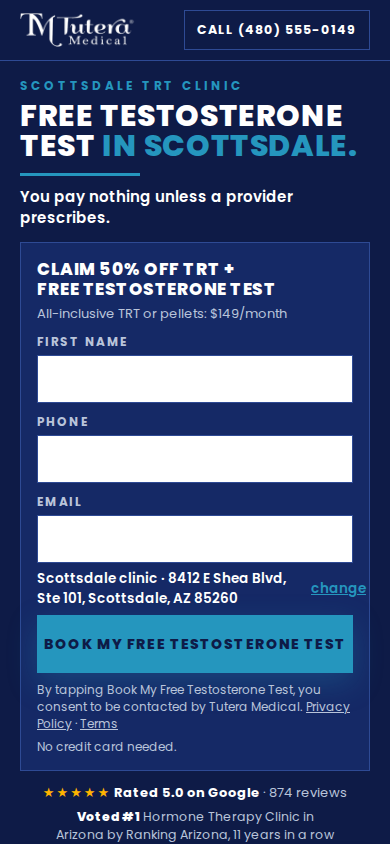 Tutera®
Medical
CALL (480) 555-0149
SCOTTSDALE TRT CLINIC
FREE TESTOSTERONE
TEST IN SCOTTSDALE.
You pay nothing unless a provider
prescribes.
CLAIM 50% OFF TRT +
FREE TESTOSTERONE TEST
All-inclusive TRT or pellets: $149/month
FIRST NAME
PHONE
EMAIL
Scottsdale clinic · 8412 E Shea Blvd,
Ste 101, Scottsdale, AZ 85260
change
BOOK MY FREE TESTOSTERONE TEST
By tapping Book My Free Testosterone Test, you
consent to be contacted by Tutera Medical. Privacy
Policy · Terms
No credit card needed.
★★★★★ Rated 5.0 on Google · 874 reviews
Voted #1 Hormone Therapy Clinic in
Arizona by Ranking Arizona, 11 years in a row